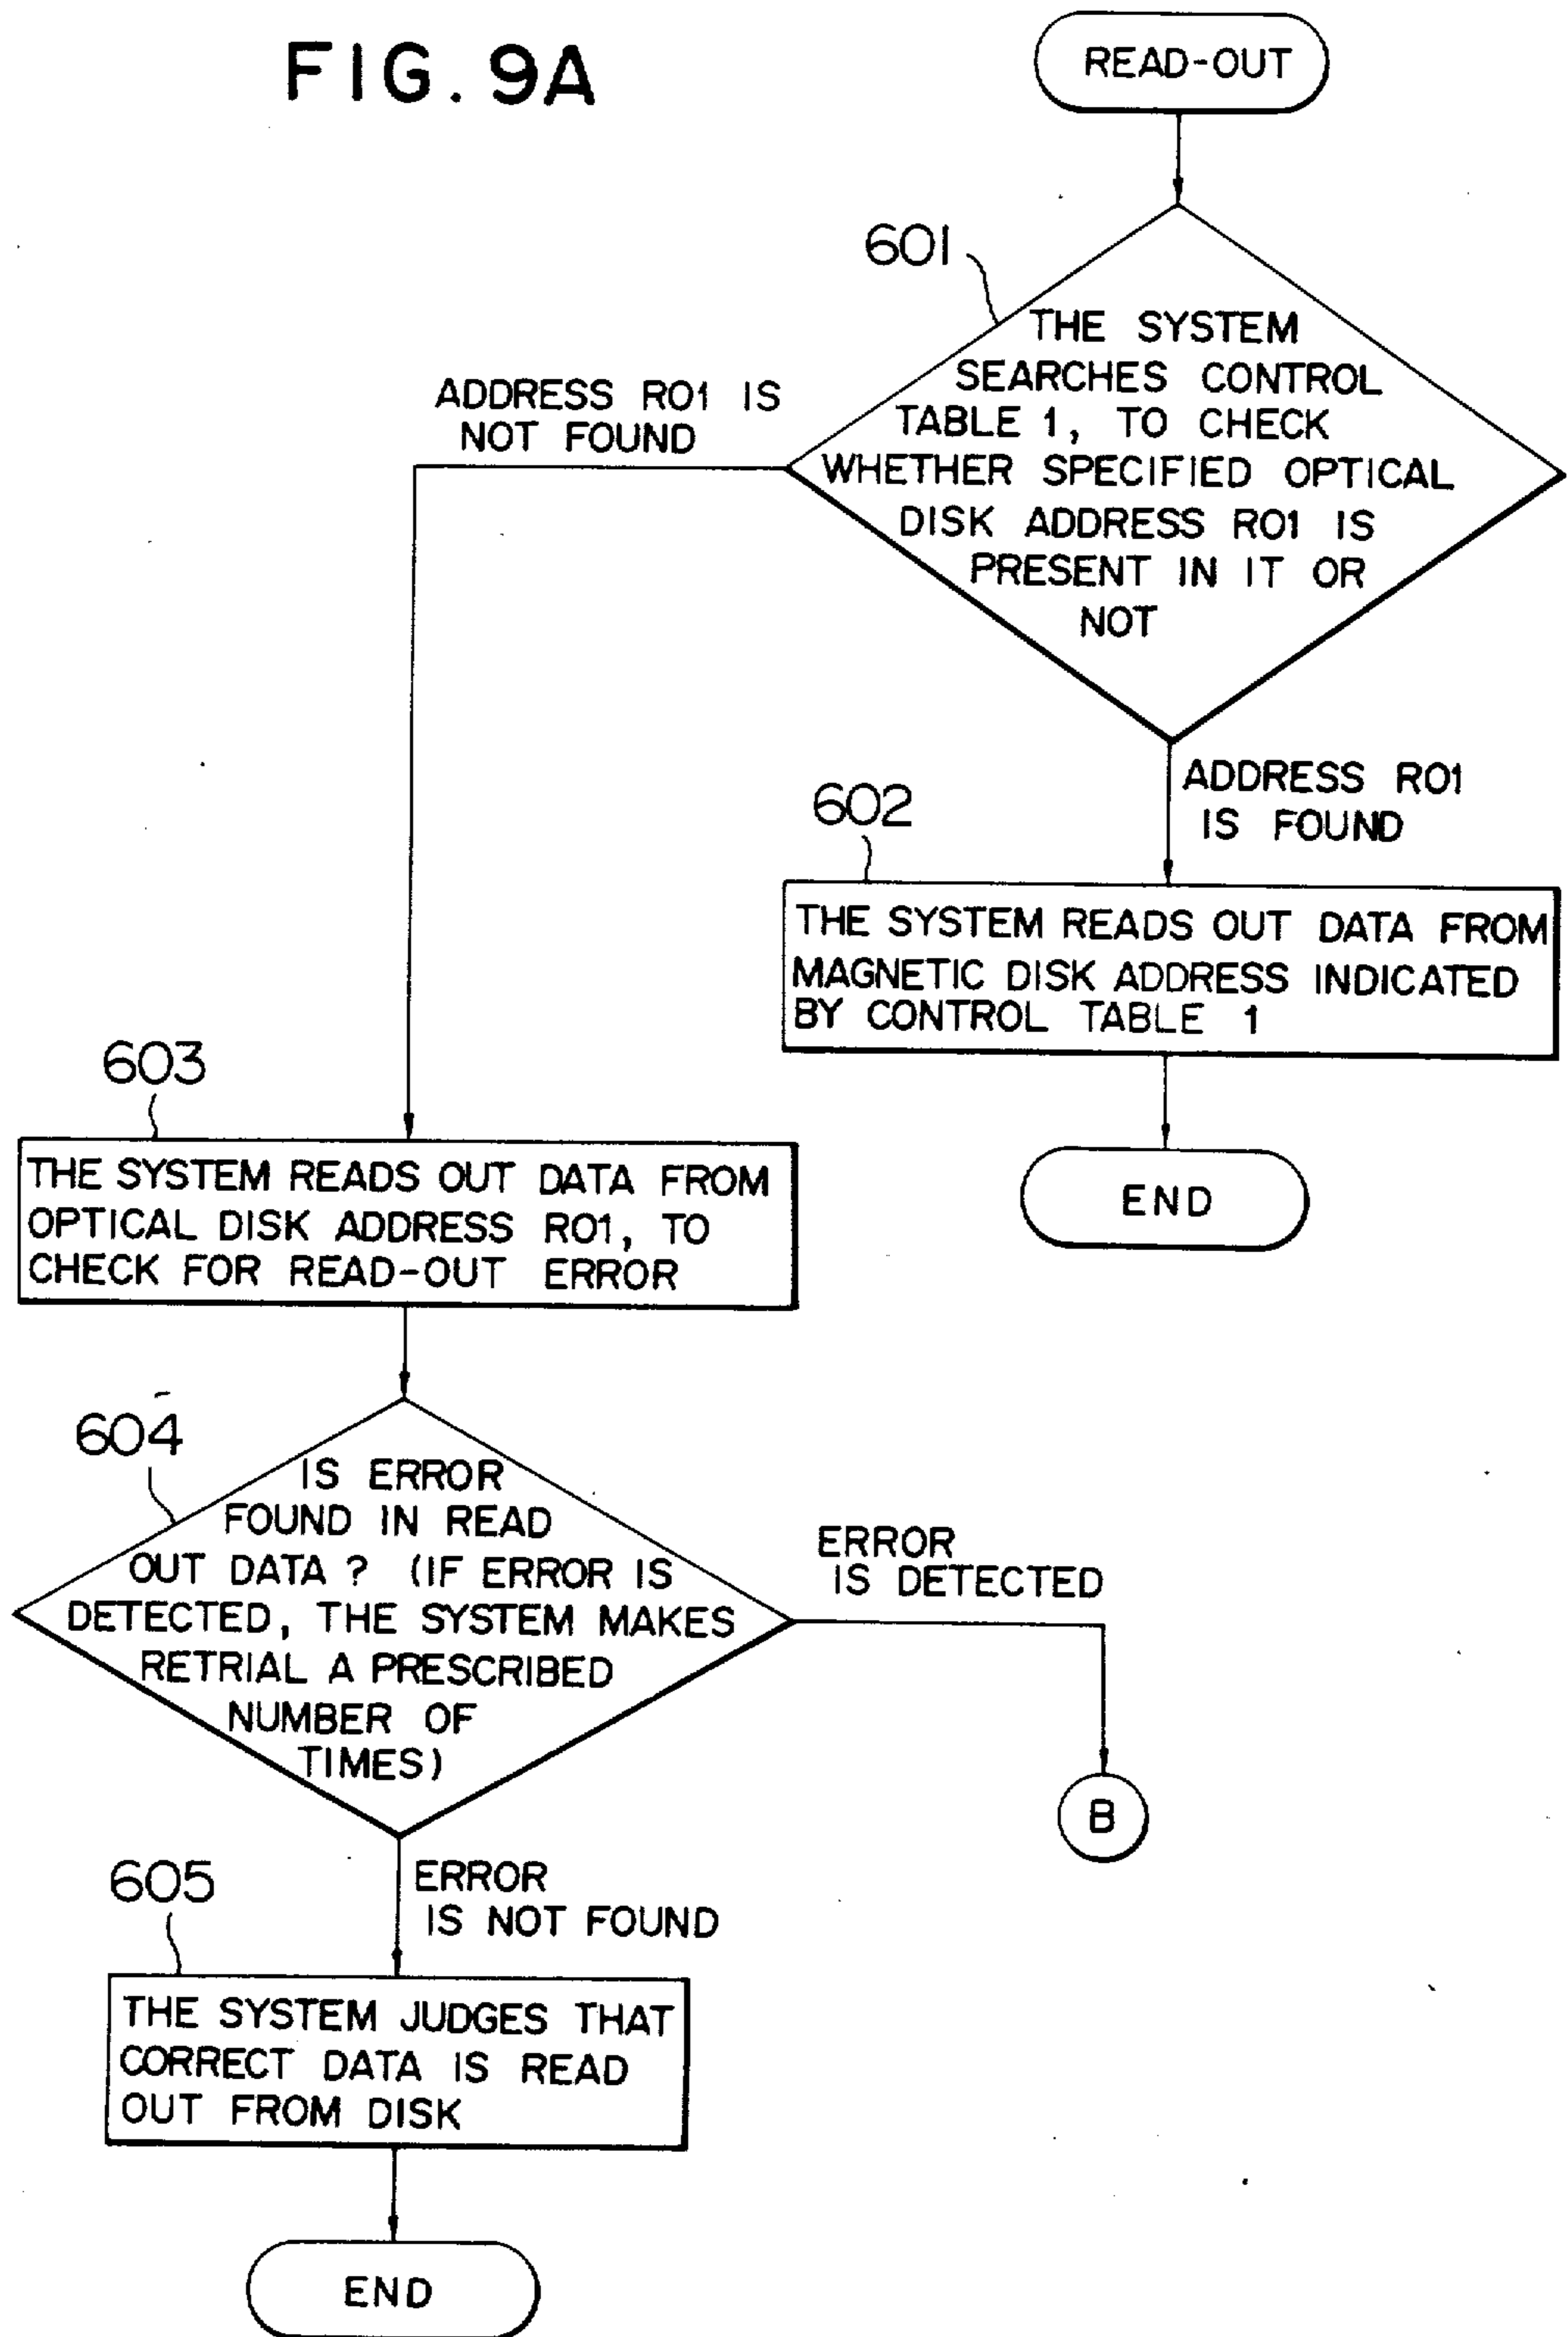 FIG. 9A
READ-OUT
601
THE SYSTEM
SEARCHES CONTROL
TABLE 1, TO CHECK
WHETHER SPECIFIED OPTICAL
DISK ADDRESS R01 IS
PRESENT IN IT OR
NOT
ADDRESS R01 IS
NOT FOUND
ADDRESS R01
IS FOUND
602
THE SYSTEM READS OUT DATA FROM
MAGNETIC DISK ADDRESS INDICATED
BY CONTROL TABLE 1
END
603
THE SYSTEM READS OUT DATA FROM
OPTICAL DISK ADDRESS R01, TO
CHECK FOR READ-OUT ERROR
604
IS ERROR
FOUND IN READ
OUT DATA ? (IF ERROR IS
DETECTED, THE SYSTEM MAKES
RETRIAL A PRESCRIBED
NUMBER OF
TIMES)
ERROR
IS DETECTED
B
ERROR
IS NOT FOUND
605
THE SYSTEM JUDGES THAT
CORRECT DATA IS READ
OUT FROM DISK
END